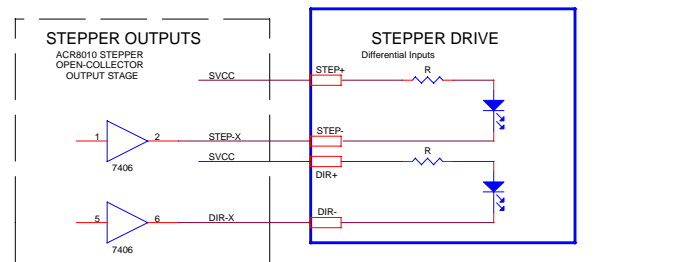 STEPPER OUTPUTS
ACR8010 STEPPER
OPEN-COLLECTOR
OUTPUT STAGE
STEPPER DRIVE
Differential Inputs
SVCC
STEP+
R
1
2
7406
STEP-X
STEP-
SVCC
DIR+
R
5
6
7406
DIR-X
DIR-